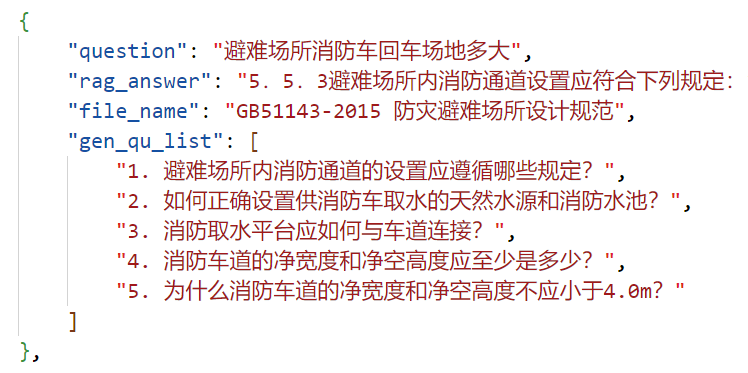 {
"question": "避难场所消防车回车场地多大",
"rag_answer": "5. 5. 3避难场所内消防通道设置应符合下列规定:
"file_name": "GB51143-2015 防灾避难场所设计规范",
"gen_qu_list": [
"1. 避难场所内消防通道的设置应遵循哪些规定? ",
"2. 如何正确设置供消防车取水的天然水源和消防水池? ",
"3. 消防取水平台应如何与车道连接? ",
"4. 消防车道的净宽度和净空高度应至少是多少? ",
"5. 为什么消防车道的净宽度和净空高度不应小于4.0m? "
]
},